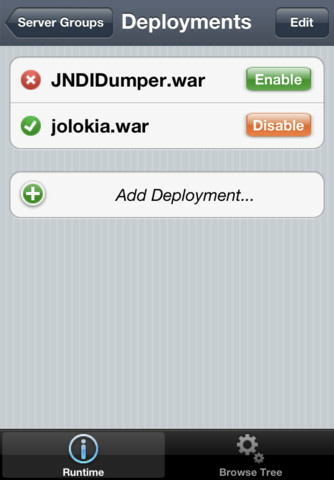 Server Groups Deployments Edit
JNDIDumper.war Enable
jolokia.war Disable
Add Deployment...
Runtime Browse Tree